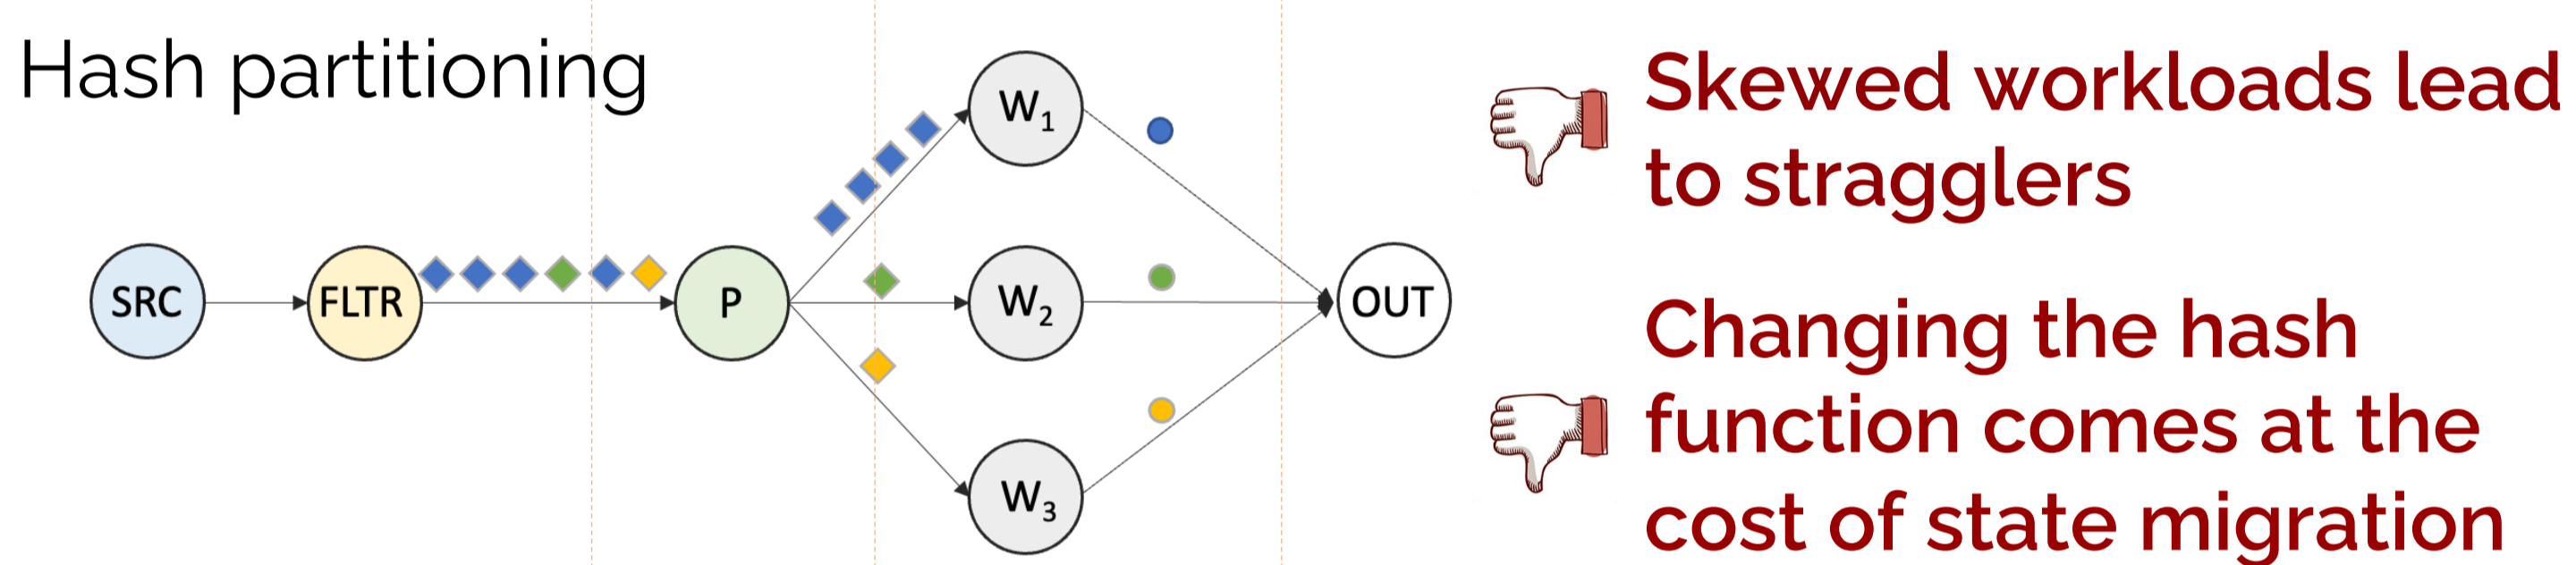 Hash partitioning
SRC
FLTR
P
W1
W2
W3
OUT
Skewed workloads lead
to stragglers
Changing the hash
function comes at the
cost of state migration